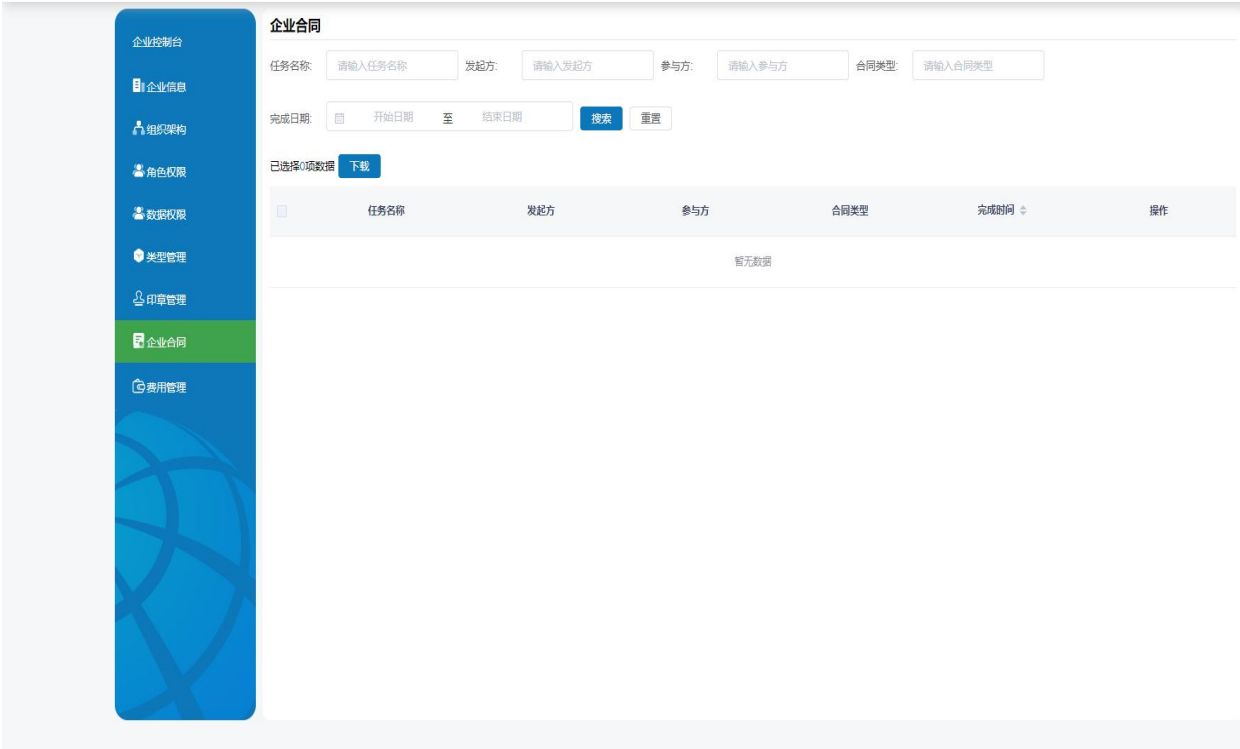 企业控制台
企业信息
组织架构
角色权限
数据权限
类型管理
印章管理
企业合同
费用管理
企业合同
任务名称: 请输入任务名称 发起方: 请输入发起方 参与方: 请输入参与方 合同类型: 请输入合同类型
完成日期: 开始日期 至 结束日期 搜索 重置
已选择0项数据 下载
任务名称 发起方 参与方 合同类型 完成时间 操作
暂无数据